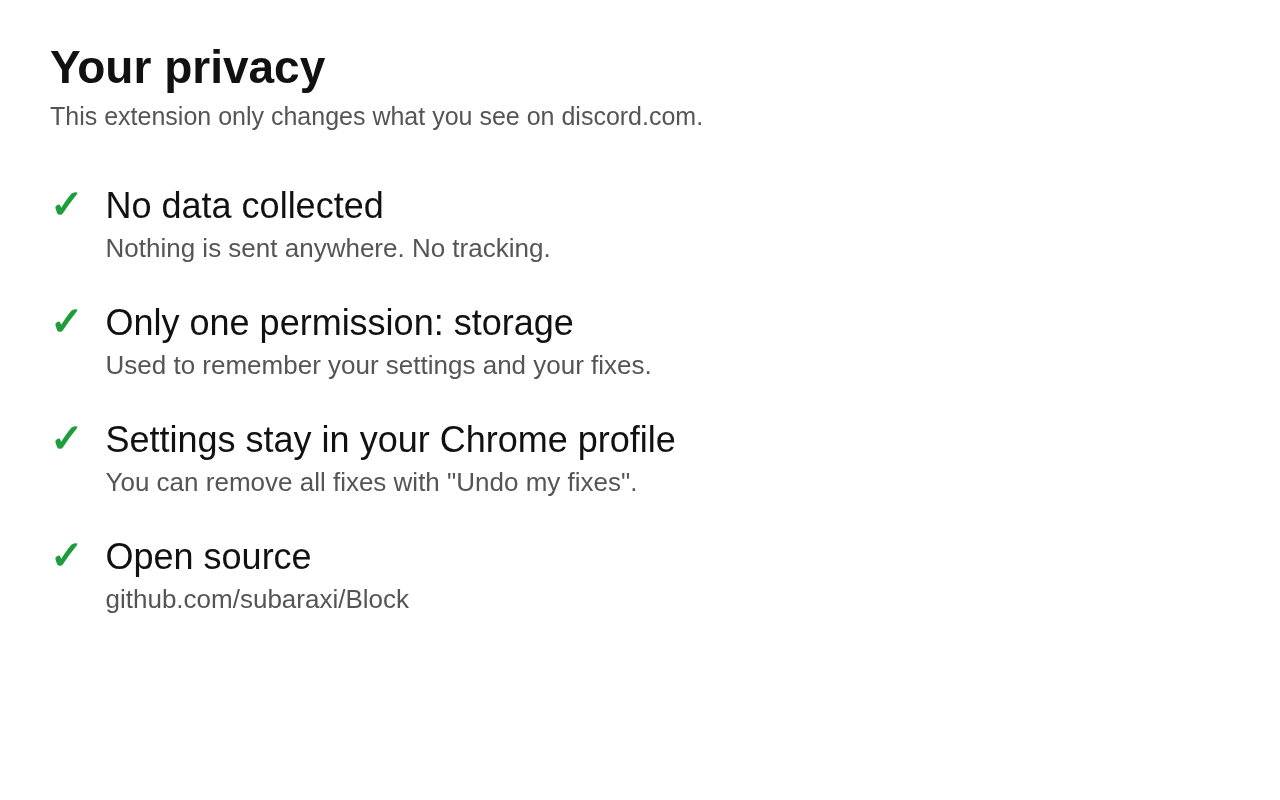 Your privacy
This extension only changes what you see on discord.com.
✓ No data collected
Nothing is sent anywhere. No tracking.
✓ Only one permission: storage
Used to remember your settings and your fixes.
✓ Settings stay in your Chrome profile
You can remove all fixes with "Undo my fixes".
✓ Open source
github.com/subaraxi/Block